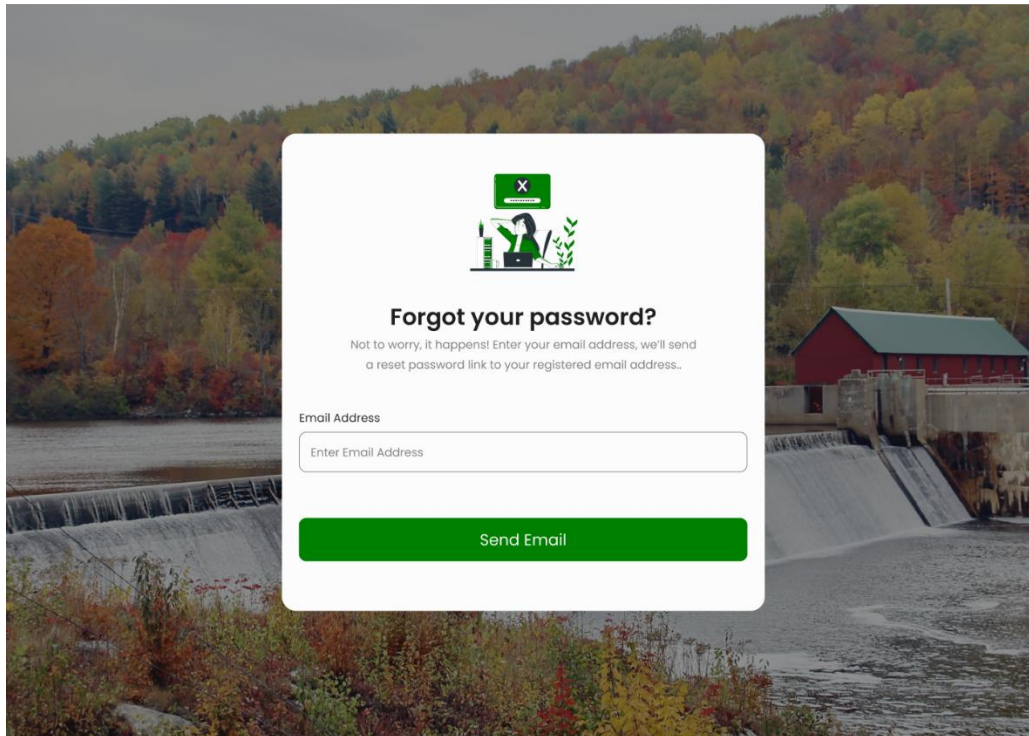 X
Forgot your password?
Not to worry, it happens! Enter your email address, we'll send
a reset password link to your registered email address..
Email Address
Enter Email Address
Send Email